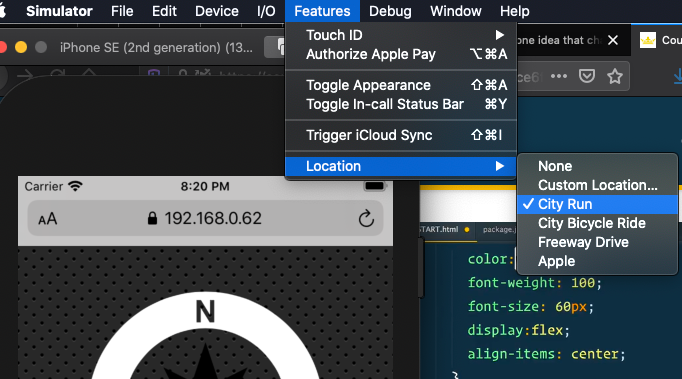 Simulator File Edit Device I/O Features Debug Window Help
iPhone SE (2nd generation) (13...
one idea that ch
Cou
Touch ID
Authorize Apple Pay ⌥⌘A
Toggle Appearance ⇧⌘A
Toggle In-call Status Bar ⌘Y
Trigger iCloud Sync ⇧⌘I
Location
None
Custom Location...
✓ City Run
City Bicycle Ride
Freeway Drive
Apple
Carrier 8:20 PM
AA 192.168.0.62
N
START.html package.j
color:
font-weight: 100;
font-size: 60px;
display:flex;
align-items: center;
}